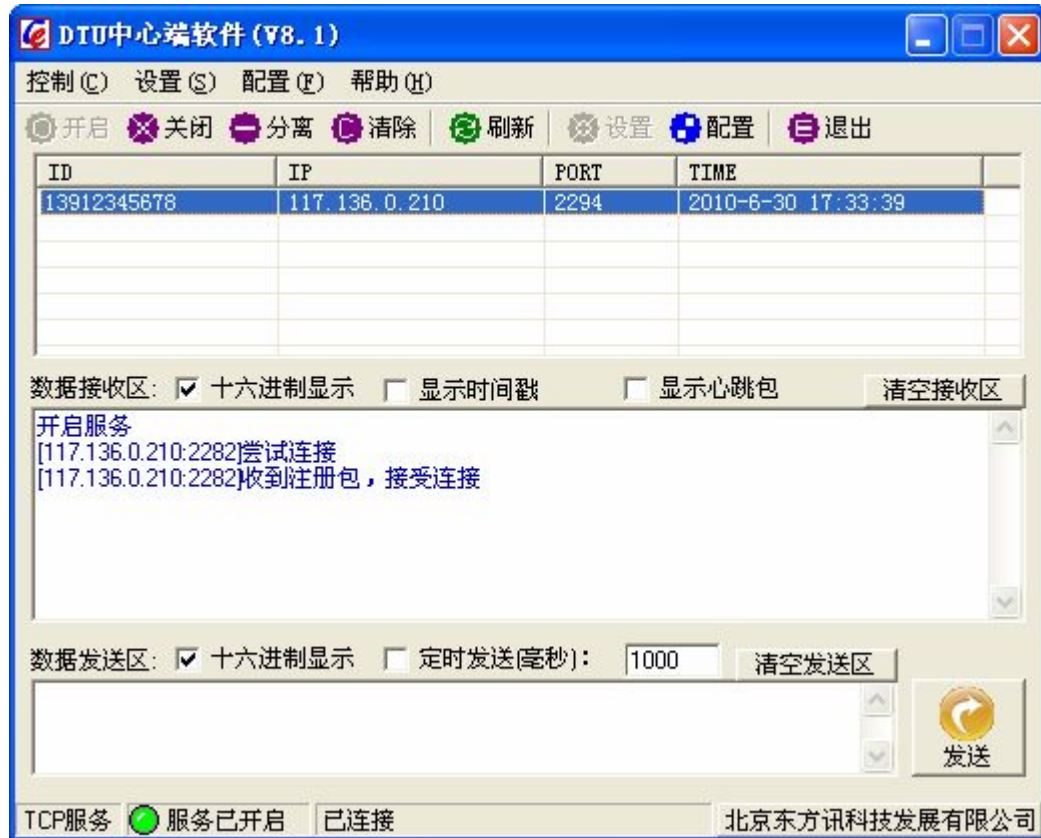 DTU中心端软件(V8.1)
控制(C) 设置(S) 配置(F) 帮助(H)
开启 关闭 分离 清除 刷新 设置 配置 退出
ID IP PORT TIME
13912345678 117.136.0.210 2294 2010-6-30 17:33:39
数据接收区: 十六进制显示 显示时间戳 显示心跳包 清空接收区
开启服务
[117.136.0.210:2282]尝试连接
[117.136.0.210:2282]收到注册包，接受连接
数据发送区: 十六进制显示 定时发送(毫秒): 1000 清空发送区
发送
TCP服务 服务已开启 已连接 北京东方讯科技发展有限公司